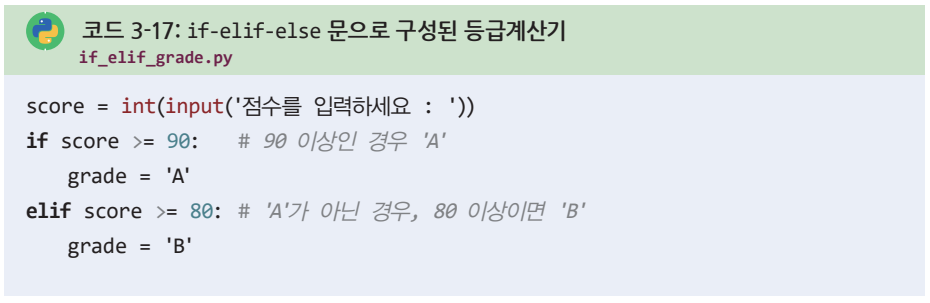 코드 3-17: if-elif-else 문으로 구성된 등급계산기
if_elif_grade.py
score = int(input('점수를 입력하세요 : '))
if score >= 90:   # 90 이상인 경우 'A'
    grade = 'A'
elif score >= 80: # 'A'가 아닌 경우, 80 이상이면 'B'
    grade = 'B'